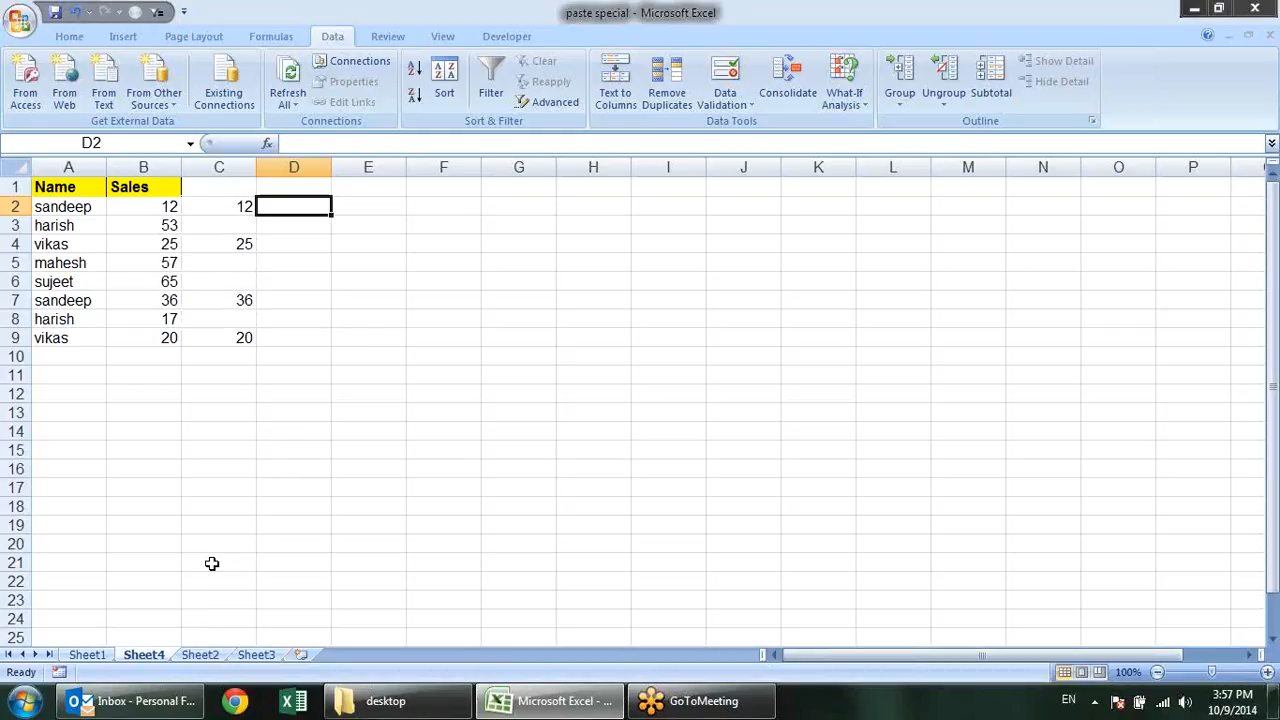 paste special - Microsoft Excel
Home Insert Page Layout Formulas Data Review View Developer
From Access
From Web
From Text
From Other Sources
Existing Connections
Get External Data
Refresh All
Connections
Properties
Edit Links
Connections
Sort
Filter
Clear
Reapply
Advanced
Sort & Filter
Text to Columns
Remove Duplicates
Data Validation
Consolidate
What-If Analysis
Data Tools
Group
Ungroup
Subtotal
Show Detail
Hide Detail
Outline
D2 fx
A B C D E F G H I J K L M N O P
1 Name Sales
2 sandeep 12 12
3 harish 53
4 vikas 25 25
5 mahesh 57
6 sujeet 65
7 sandeep 36 36
8 harish 17
9 vikas 20 20
10
11
12
13
14
15
16
17
18
19
20
21
22
23
24
25
Sheet1 Sheet4 Sheet2 Sheet3
Ready 100%
Inbox - Personal F... desktop Microsoft Excel - ... GoToMeeting EN 3:57 PM
10/9/2014